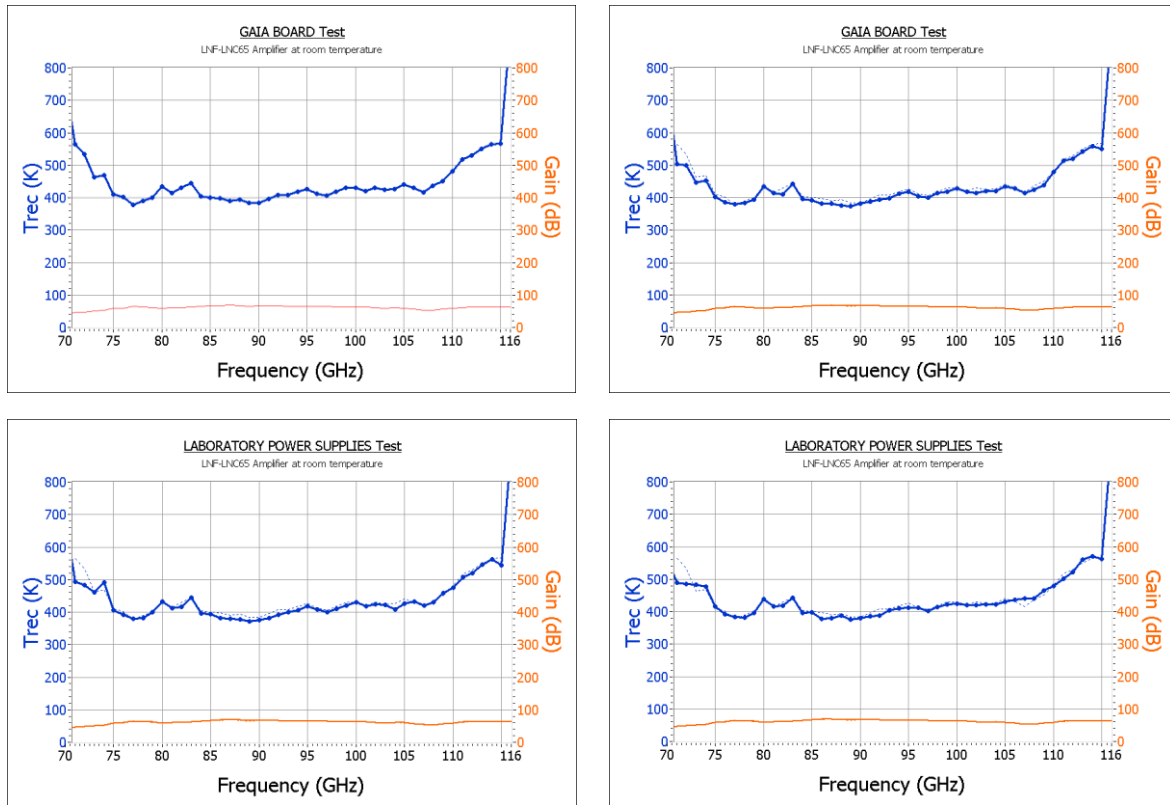 GAIA BOARD Test
LNF-LNC65 Amplifier at room temperature
800 700 600 500 400 300 200 100 0
Trec (K)
800 700 600 500 400 300 200 100 0
Gain (dB)
70 75 80 85 90 95 100 105 110 116
Frequency (GHz)
GAIA BOARD Test
LNF-LNC65 Amplifier at room temperature
800 700 600 500 400 300 200 100 0
Trec (K)
800 700 600 500 400 300 200 100 0
Gain (dB)
70 75 80 85 90 95 100 105 110 116
Frequency (GHz)
LABORATORY POWER SUPPLIES Test
LNF-LNC65 Amplifier at room temperature
800 700 600 500 400 300 200 100 0
Trec (K)
800 700 600 500 400 300 200 100 0
Gain (dB)
70 75 80 85 90 95 100 105 110 116
Frequency (GHz)
LABORATORY POWER SUPPLIES Test
LNF-LNC65 Amplifier at room temperature
800 700 600 500 400 300 200 100 0
Trec (K)
800 700 600 500 400 300 200 100 0
Gain (dB)
70 75 80 85 90 95 100 105 110 116
Frequency (GHz)